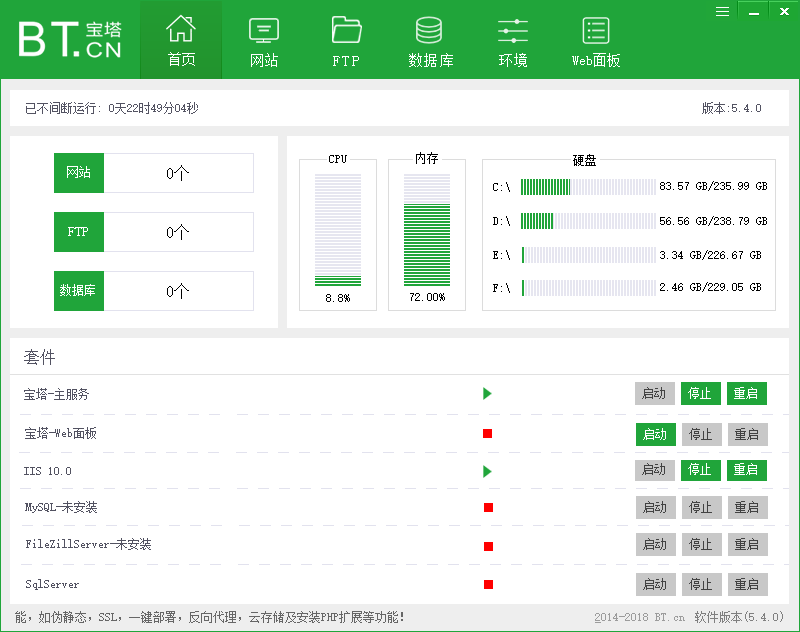 BT.宝塔.CN
首页 网站 FTP 数据库 环境 Web面板
已不间断运行: 0天22时49分04秒 版本:5.4.0
网站 0个
FTP 0个
数据库 0个
CPU
8.8%
内存
72.00%
硬盘
C:\ 83.57 GB/235.99 GB
D:\ 56.56 GB/238.79 GB
E:\ 3.34 GB/226.67 GB
F:\ 2.46 GB/229.05 GB
套件
宝塔-主服务 启动 停止 重启
宝塔-Web面板 启动 停止 重启
IIS 10.0 启动 停止 重启
MySQL-未安装 启动 停止 重启
FileZillServer-未安装 启动 停止 重启
SqlServer 启动 停止 重启
能，如伪静态，SSL，一键部署，反向代理，云存储及安装PHP扩展等功能! 2014-2018 BT.cn 软件版本(5.4.0)